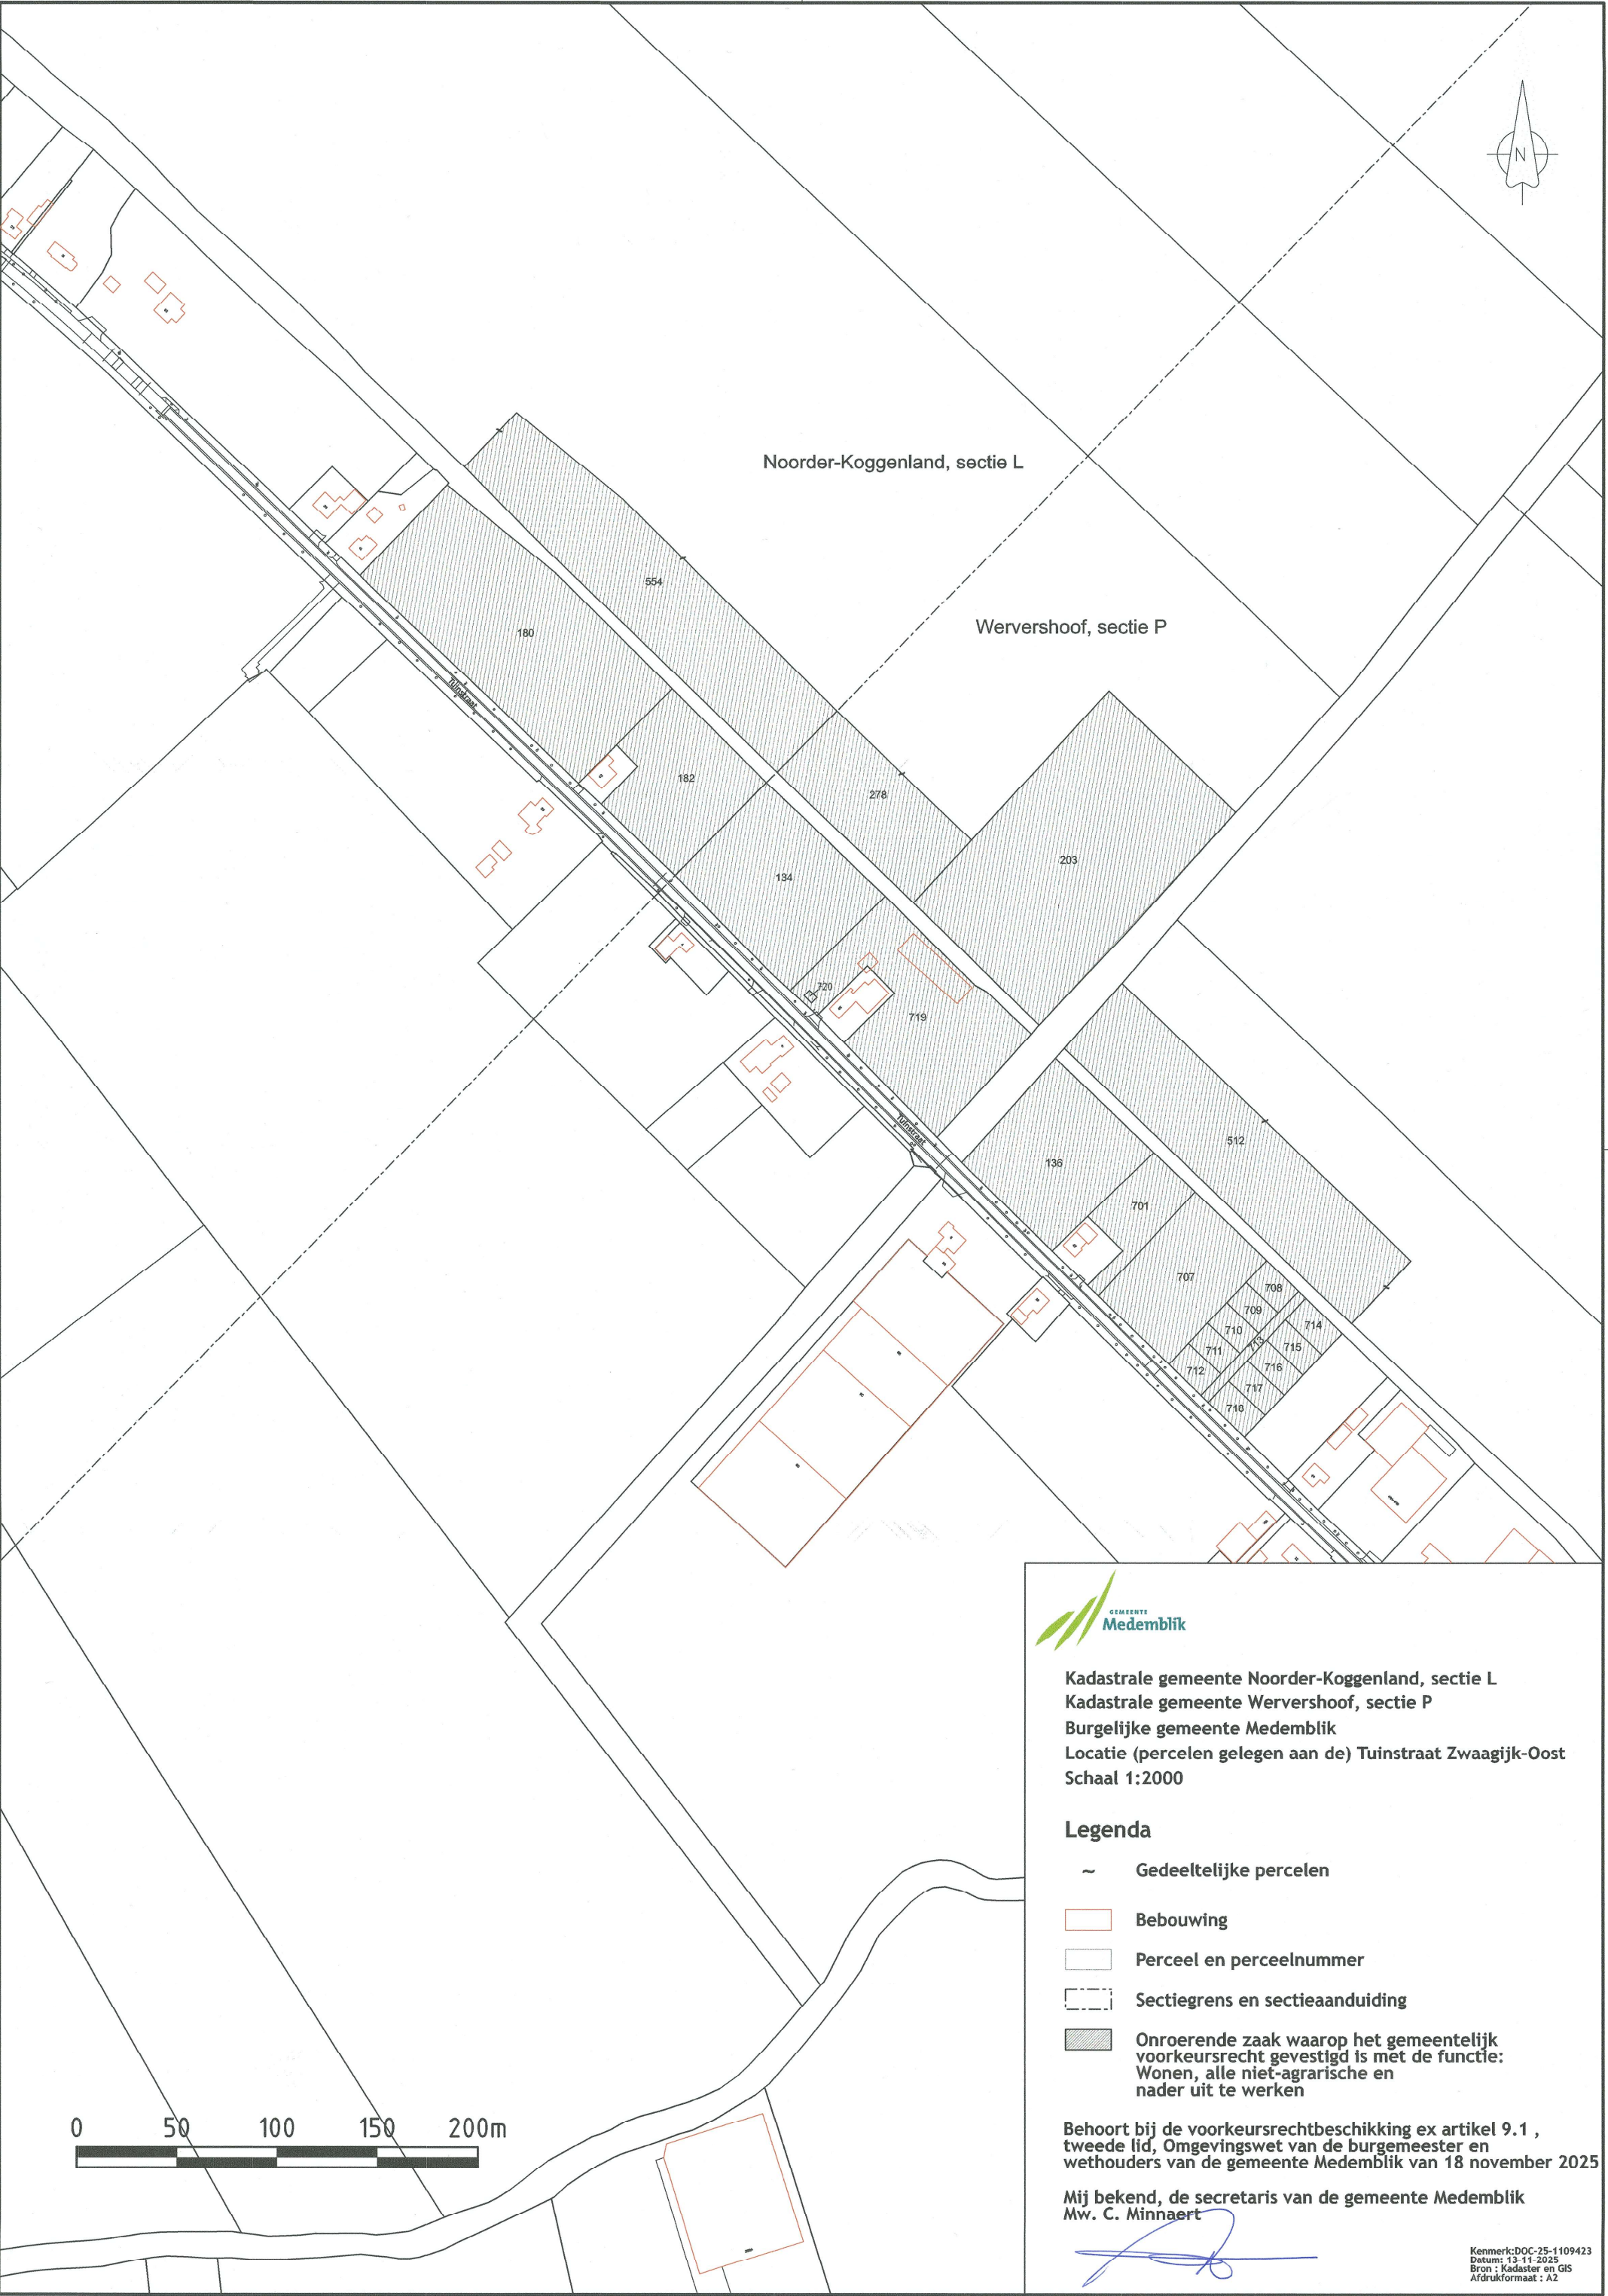 N
Noorder-Koggenland, sectie L
554
180
Wervershoof, sectie P
Tuinstraat
182
278
203
134
720
719
Tuinstraat
512
136
701
707
708
709
714
710
713
715
711
716
712
717
GEMEENTE
Medemblik
Kadastrale gemeente Noorder-Koggenland, sectie L
Kadastrale gemeente Wervershoof, sectie P
Burgelijke gemeente Medemblik
Locatie (percelen gelegen aan de) Tuinstraat Zwaagijk-Oost
Schaal 1:2000
Legenda
~ Gedeeltelijke percelen
Bebouwing
Perceel en perceelnummer
Sectiegrens en sectieaanduiding
Onroerende zaak waarop het gemeentelijk
voorkeursrecht gevestigd is met de functie:
Wonen, alle niet-agrarische en
nader uit te werken
0 50 100 150 200m
Behoort bij de voorkeursrechtbeschikking ex artikel 9.1 ,
tweede lid, Omgevingswet van de burgemeester en
wethouders van de gemeente Medemblik van 18 november 2025
Mij bekend, de secretaris van de gemeente Medemblik
Mw. C. Minnaert
Kenmerk:DOC-25-1109423
Datum: 13-11-2025
Bron : Kadaster en GIS
Afdrukformaat : A2